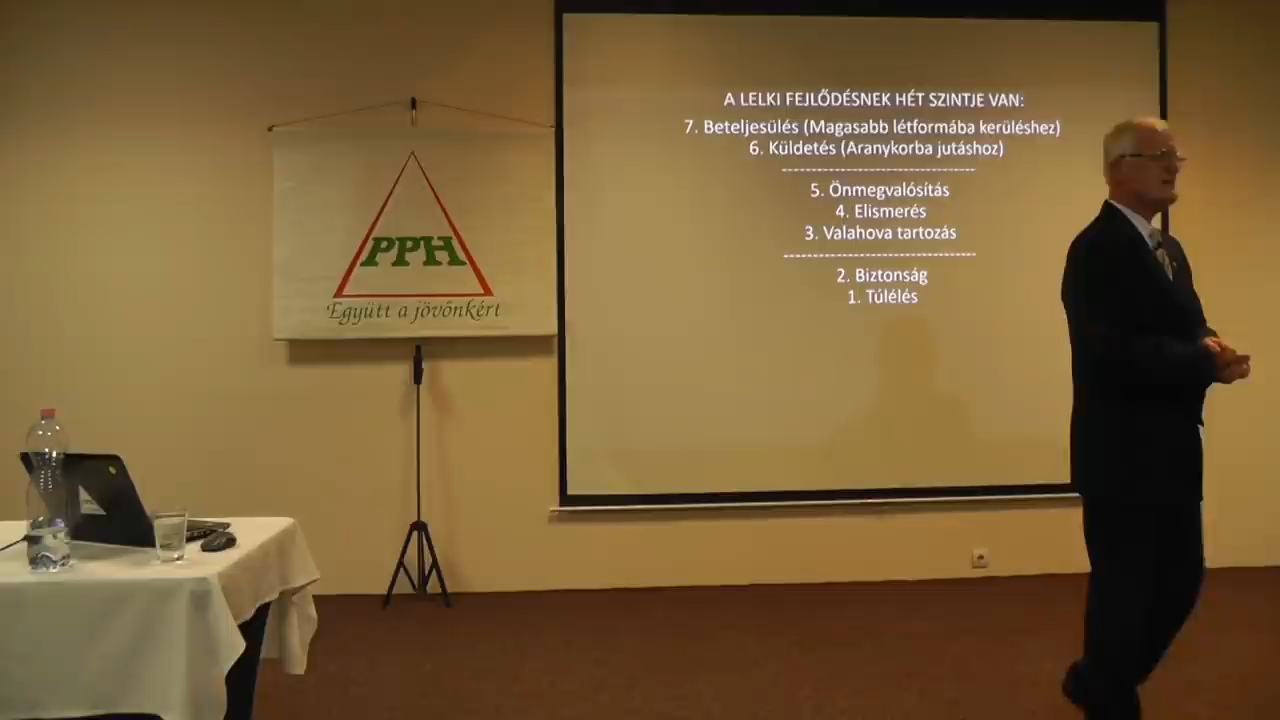 PPH
Együtt a jövőnkért
A LELKI FEJLŐDÉSNEK HÉT SZINTJE VAN:
7. Beteljesülés (Magasabb létformába kerüléshez)
6. Küldetés (Aranykorba jutáshoz)
---------------------------------
5. Önmegvalósítás
4. Elismerés
3. Valahova tartozás
---------------------------------
2. Biztonság
1. Túlélés